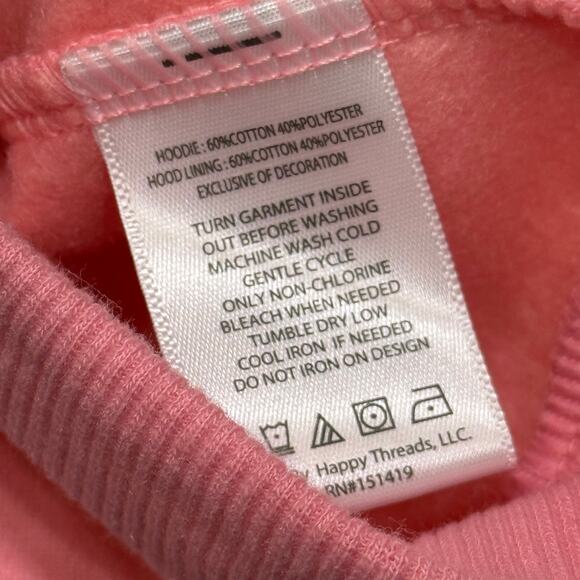 HOODIE : 60%COTTON 40%POLYESTER
HOOD LINING : 60%COTTON 40%POLYESTER
EXCLUSIVE OF DECORATION
TURN GARMENT INSIDE
OUT BEFORE WASHING
MACHINE WASH COLD
GENTLE CYCLE
ONLY NON-CHLORINE
BLEACH WHEN NEEDED
TUMBLE DRY LOW
COOL IRON IF NEEDED
DO NOT IRON ON DESIGN
Happy Threads, LLC.
RN#151419